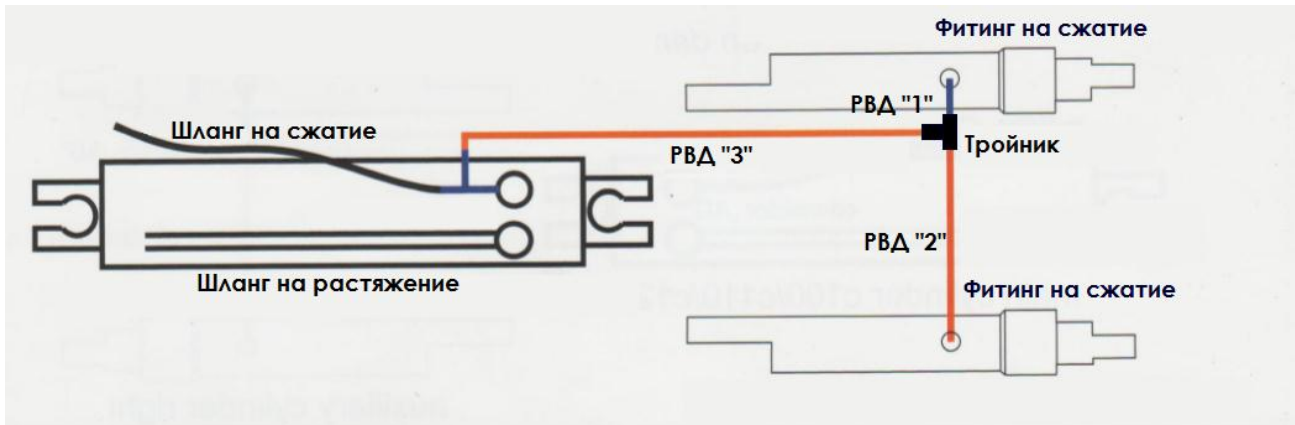 Фитинг на сжатие
РВД "1"
Шланг на сжатие
Тройник
РВД "3"
РВД "2"
Шланг на растяжение
Фитинг на сжатие